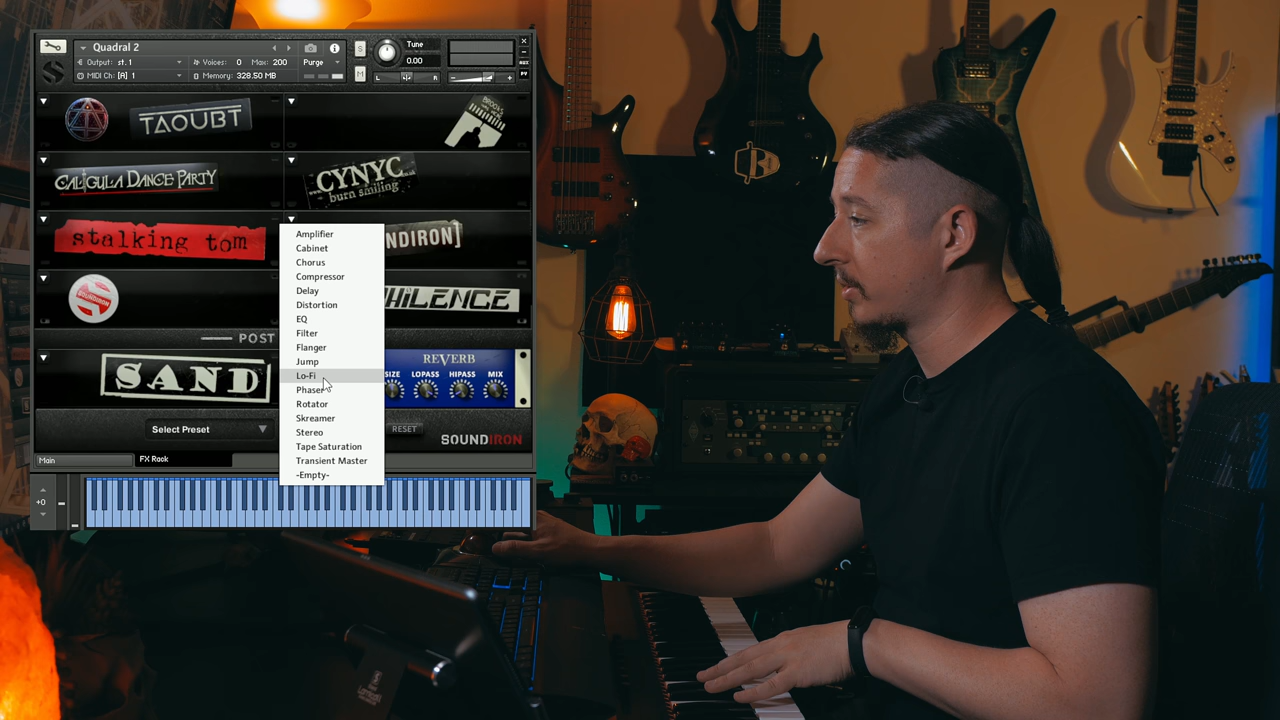 Quadral 2
Output: st.1
Voices: 0 Max: 200
Purge
MIDI Ch: [A] 1
Memory: 328.50 MB
S
M
Tune
0.00
L
R
AUX
PV
TAOUBT
CALIGULA DANCE PARTY
CYNYC
burn smiling
stalking tom
NDIRON]
SOUNDIRON
HILENCE
Amplifier
Cabinet
Chorus
Compressor
Delay
Distortion
EQ
Filter
Flanger
Jump
Lo-Fi
Phaser
Rotator
Skreamer
Stereo
Tape Saturation
Transient Master
-Empty-
POST
SAND
REVERB
SIZE LOPASS HIPASS MIX
Select Preset
RESET
SOUNDIRON
Main
FX Rack
+0